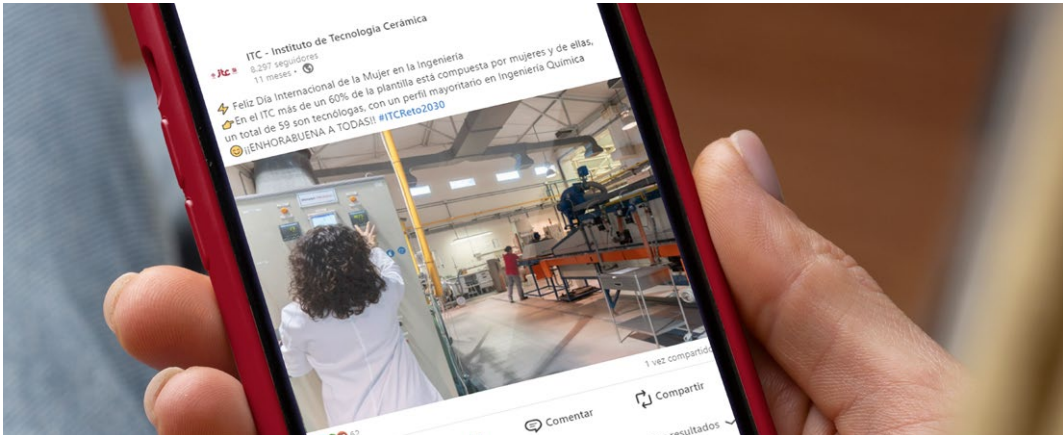 ITC - Instituto de Tecnología Cerámica
8.297 seguidores
11 meses •
Feliz Día Internacional de la Mujer en la Ingeniería
En el ITC más de un 60% de la plantilla está compuesta por mujeres y de ellas,
un total de 59 son tecnólogas, con un perfil mayoritario en Ingeniería Química
¡¡ENHORABUENA A TODAS!! #ITCReto2030
1 vez compartido
62
Comentar
Compartir
resultados